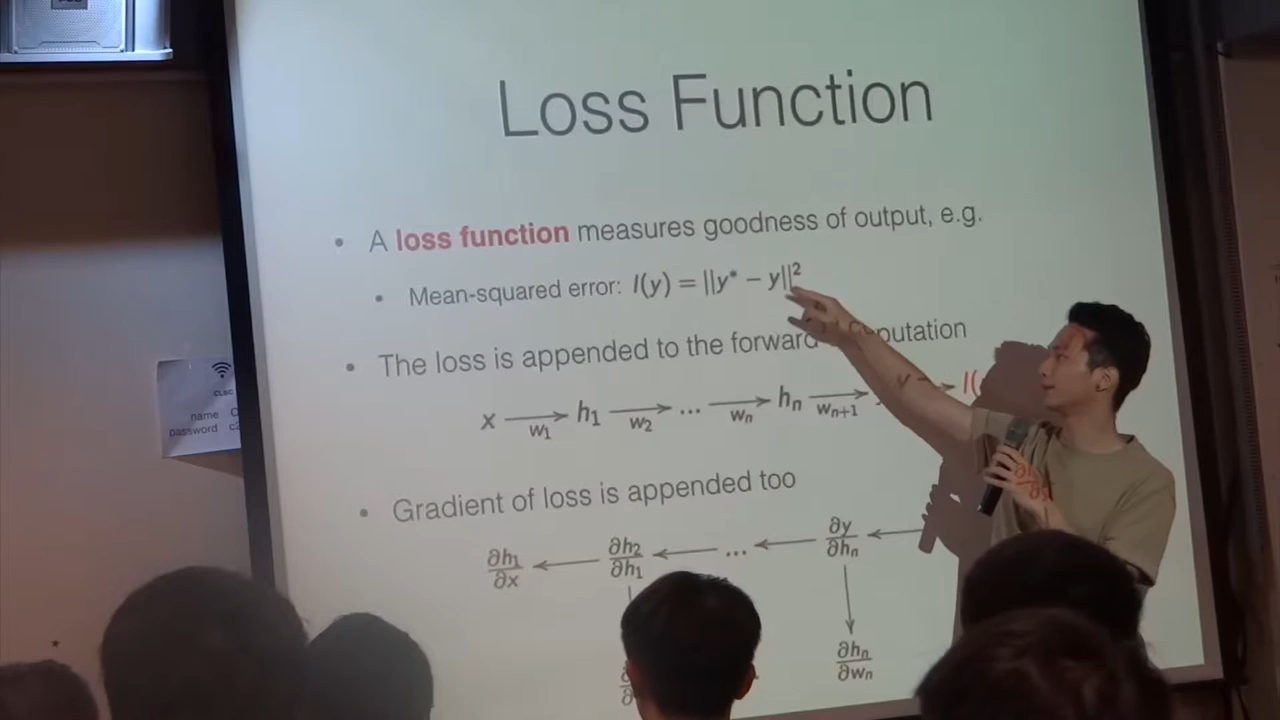 Loss Function
• A loss function measures goodness of output, e.g.
• Mean-squared error: l(y) = ||y* − y||²
• The loss is appended to the forward computation
x → h₁ → ... → hₙ → y → l(
w₁ w₂ wₙ wₙ₊₁
• Gradient of loss is appended too
∂h₁/∂x ← ∂h₂/∂h₁ ← ... ← ∂y/∂hₙ ←
∂hₙ/∂wₙ
name
password